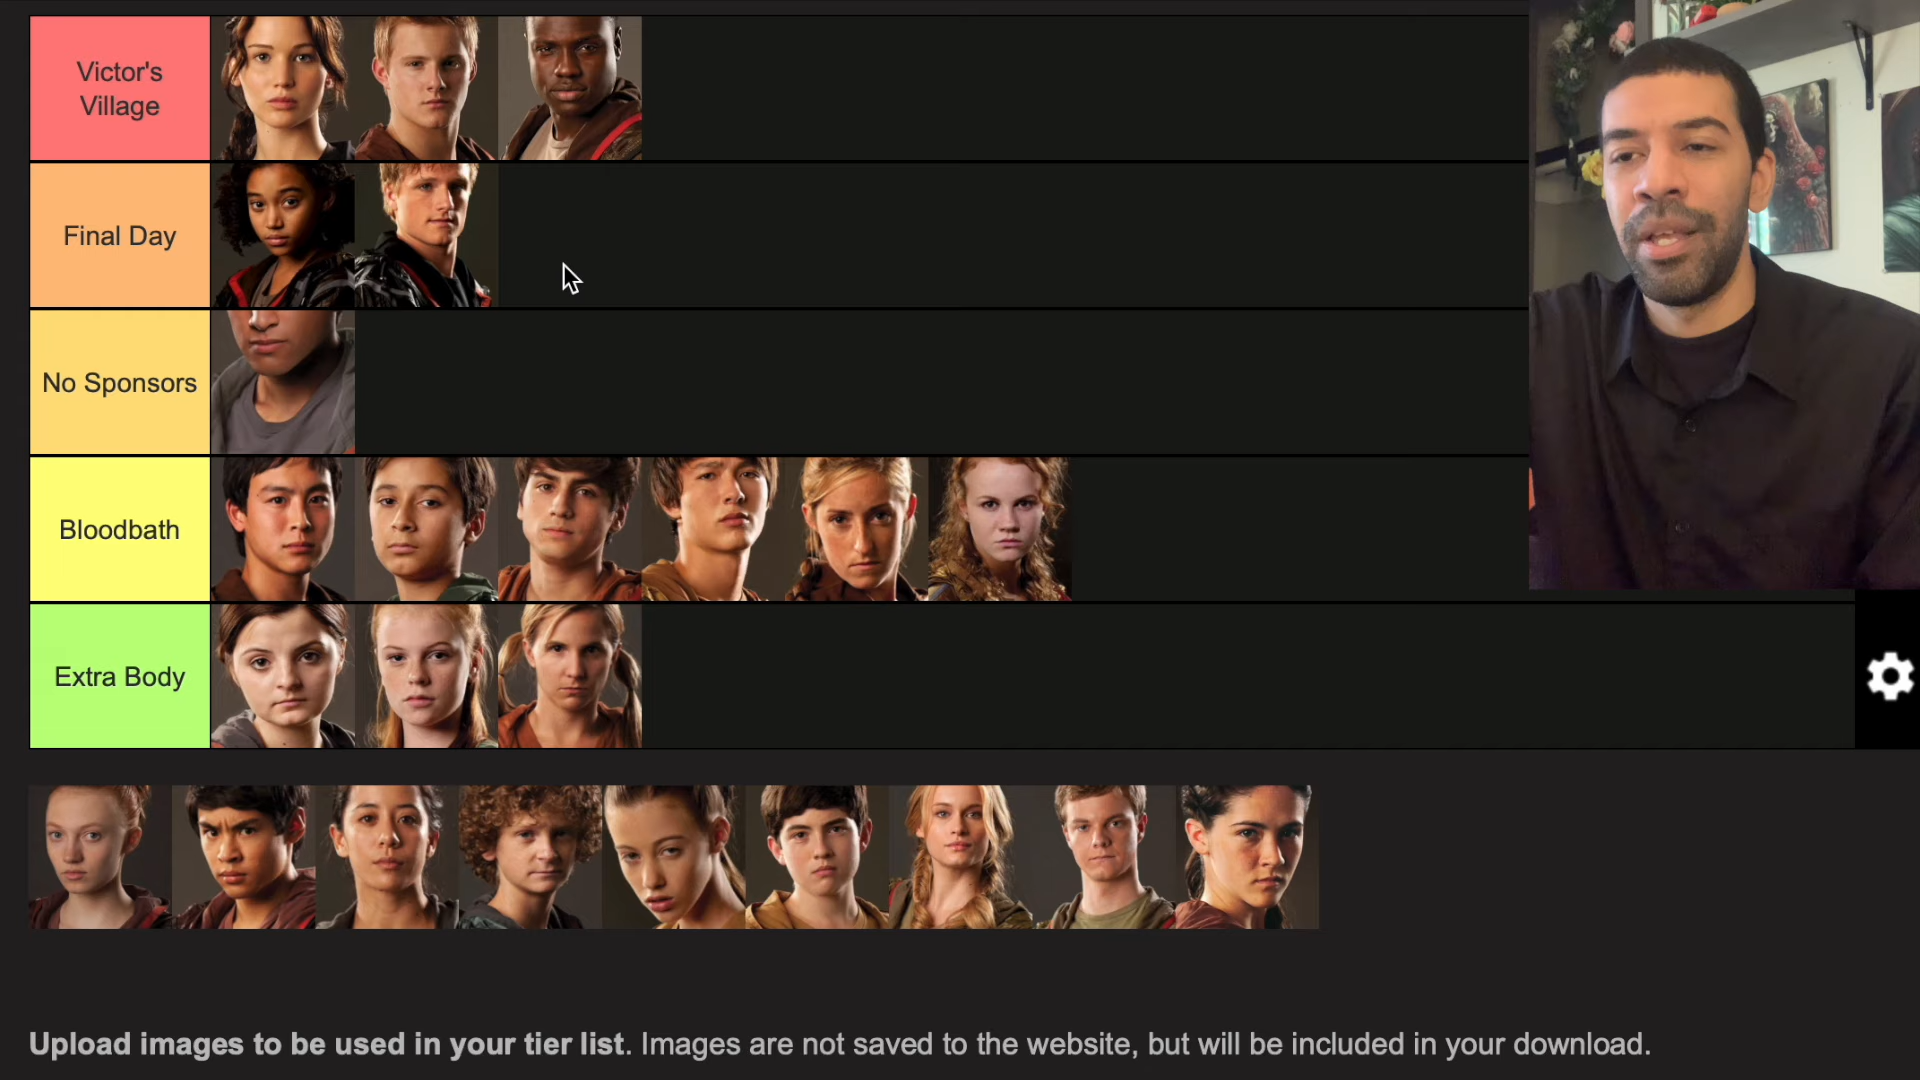 Victor's
Village
Final Day
No Sponsors
Bloodbath
Extra Body
Upload images to be used in your tier list. Images are not saved to the website, but will be included in your download.